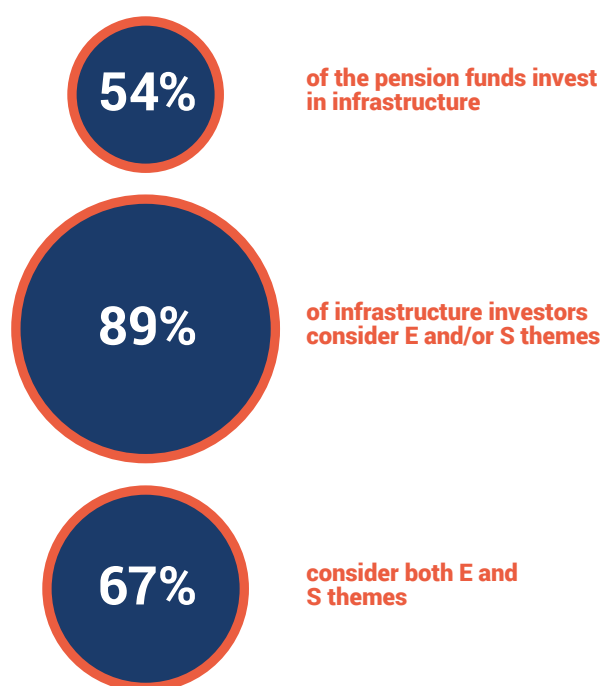 54%
of the pension funds invest
in infrastructure
89%
of infrastructure investors
consider E and/or S themes
67%
consider both E and
S themes